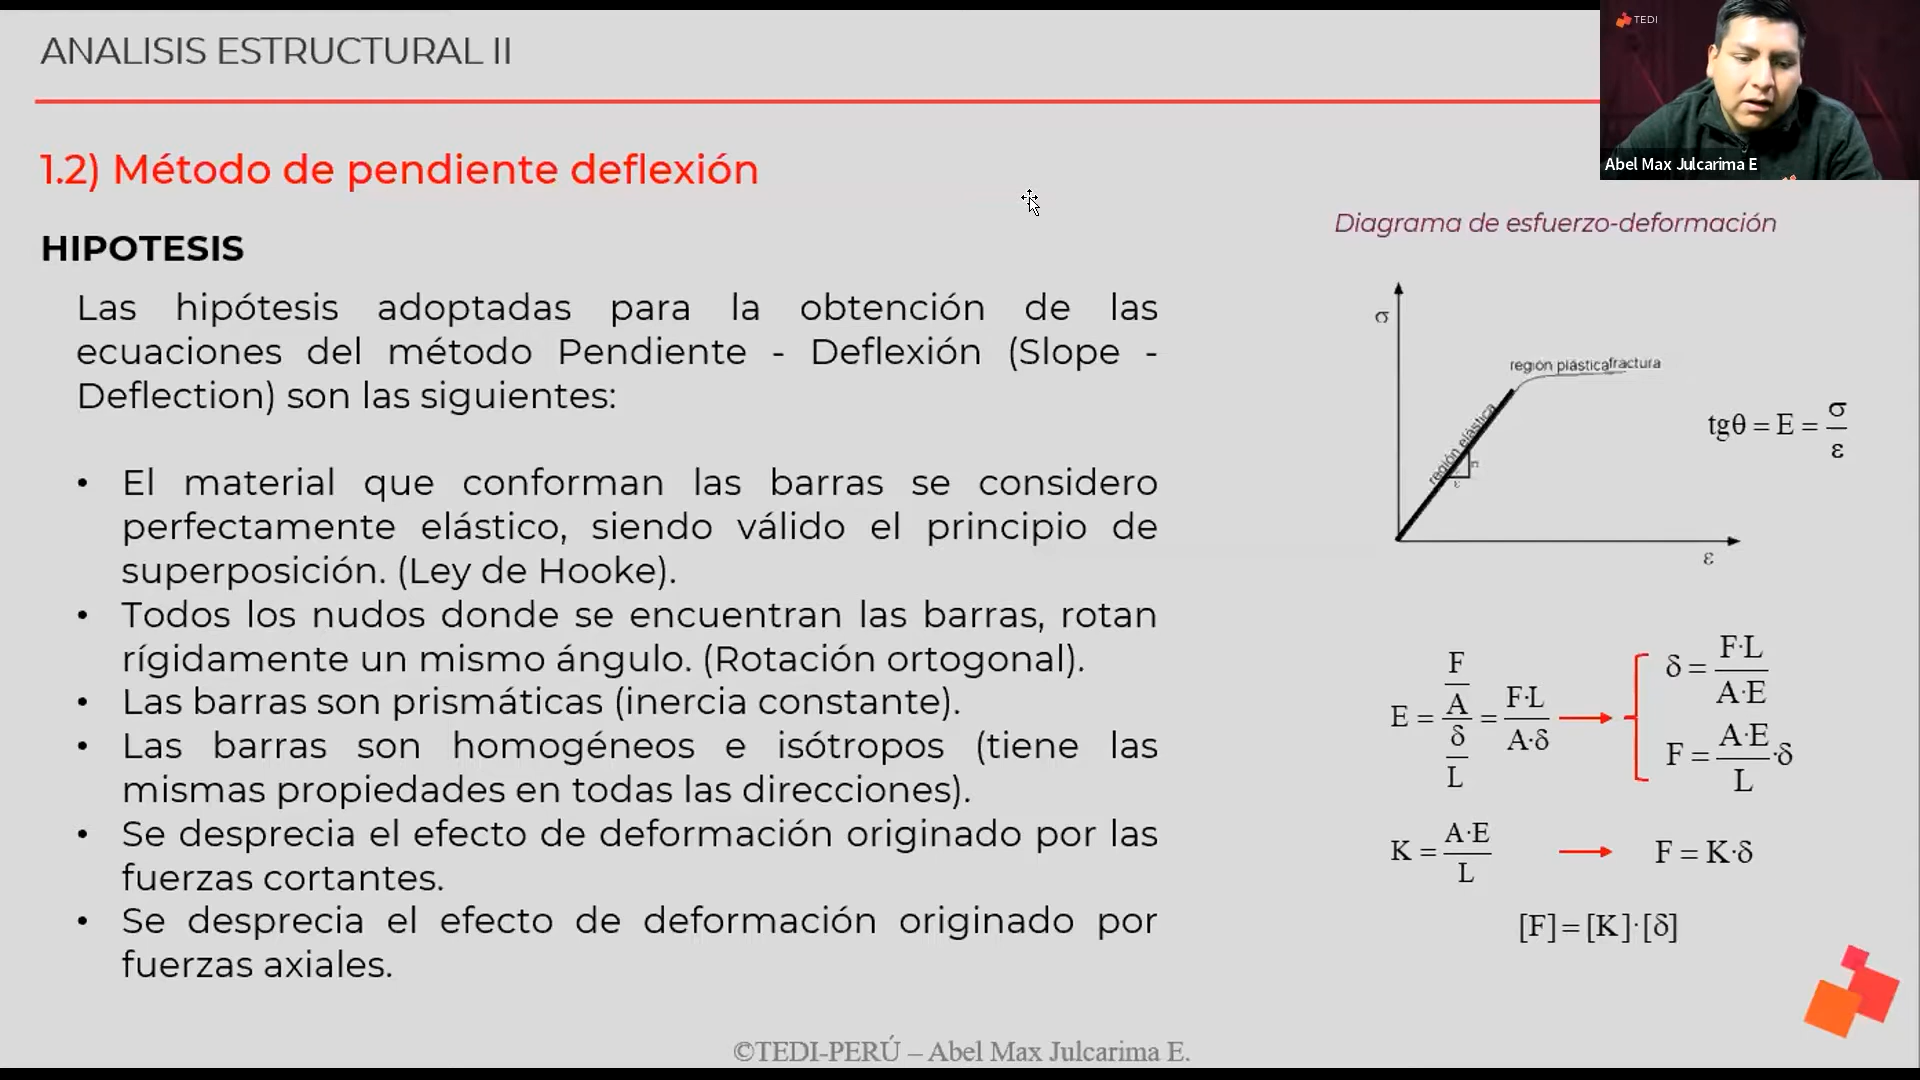 ANALISIS ESTRUCTURAL II
TEDI
Abel Max Julcarima E
1.2) Método de pendiente deflexión
HIPOTESIS
Las hipótesis adoptadas para la obtención de las
ecuaciones del método Pendiente - Deflexión (Slope -
Deflection) son las siguientes:
• El material que conforman las barras se considero
perfectamente elástico, siendo válido el principio de
superposición. (Ley de Hooke).
• Todos los nudos donde se encuentran las barras, rotan
rígidamente un mismo ángulo. (Rotación ortogonal).
• Las barras son prismáticas (inercia constante).
• Las barras son homogéneos e isótropos (tiene las
mismas propiedades en todas las direcciones).
• Se desprecia el efecto de deformación originado por las
fuerzas cortantes.
• Se desprecia el efecto de deformación originado por
fuerzas axiales.
Diagrama de esfuerzo-deformación
σ
región plástica fractura
región elástica
ε
ε
tgθ = E = σ/ε
E = (F/A)/(δ/L) = F·L/A·δ
δ = F·L/A·E
F = A·E/L·δ
K = A·E/L
F = K·δ
[F]=[K]·[δ]
©TEDI-PERÚ – Abel Max Julcarima E.